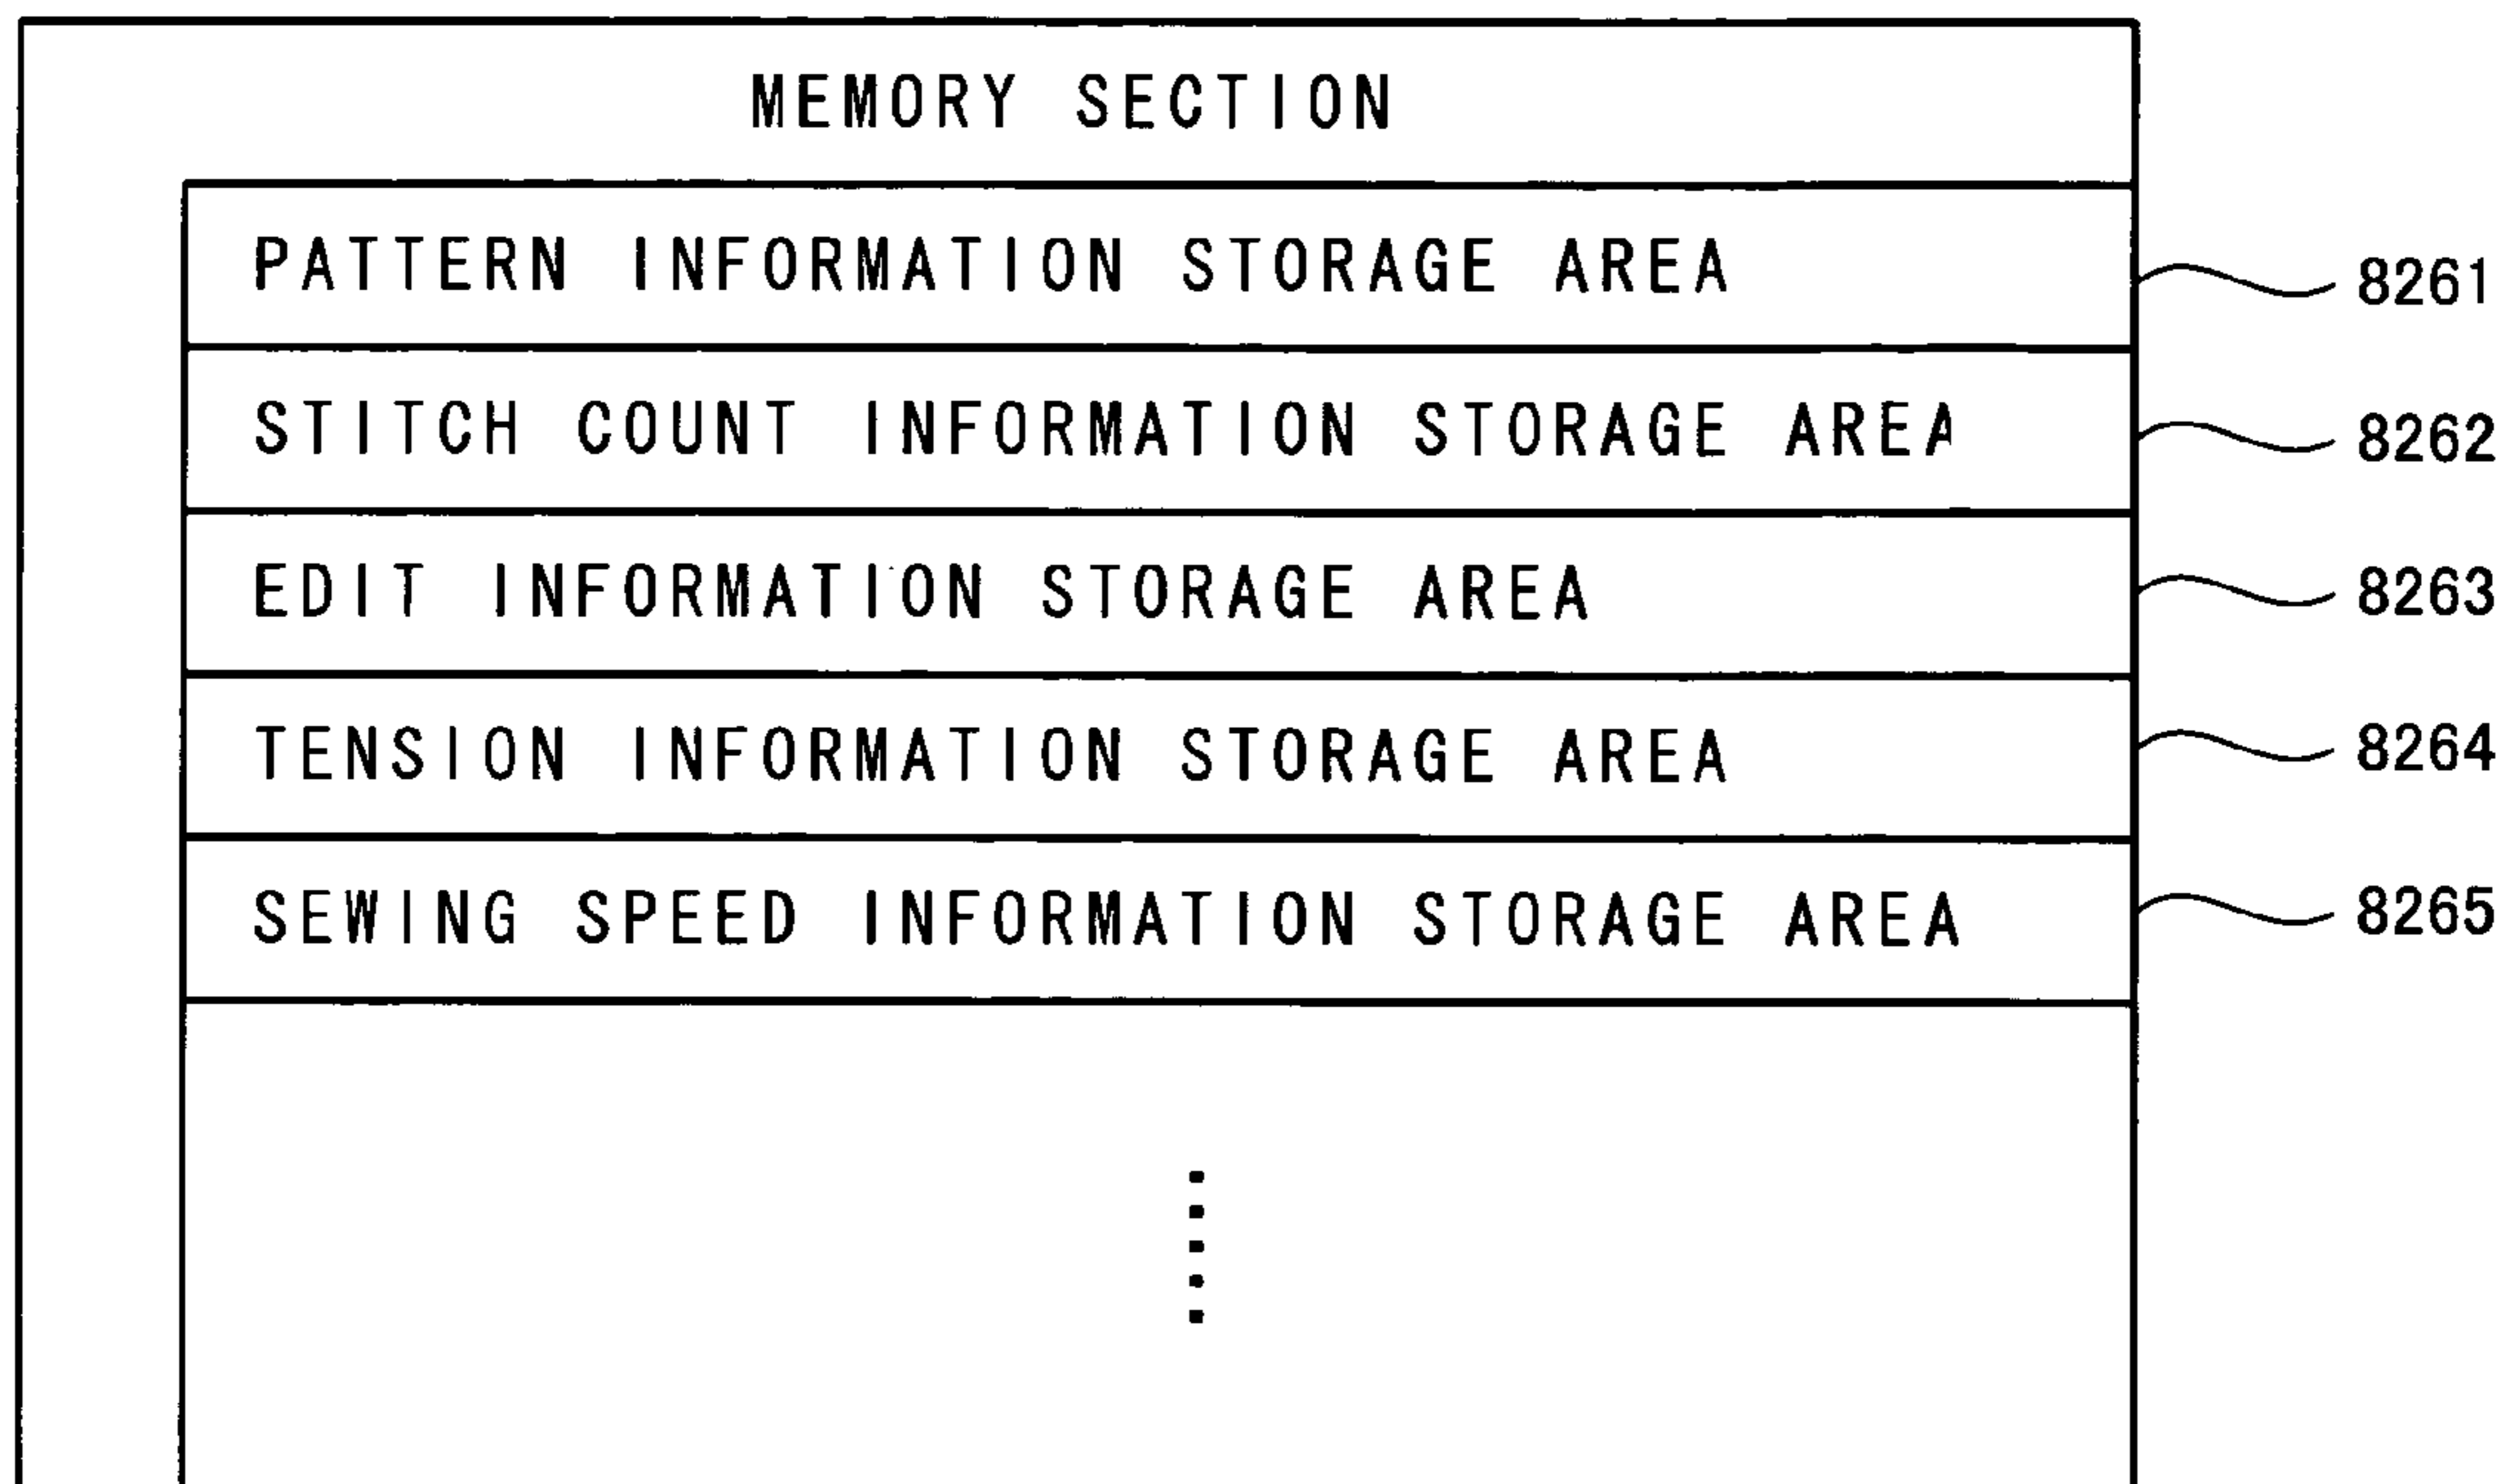 MEMORY SECTION
PATTERN INFORMATION STORAGE AREA 8261
STITCH COUNT INFORMATION STORAGE AREA 8262
EDIT INFORMATION STORAGE AREA 8263
TENSION INFORMATION STORAGE AREA 8264
SEWING SPEED INFORMATION STORAGE AREA 8265